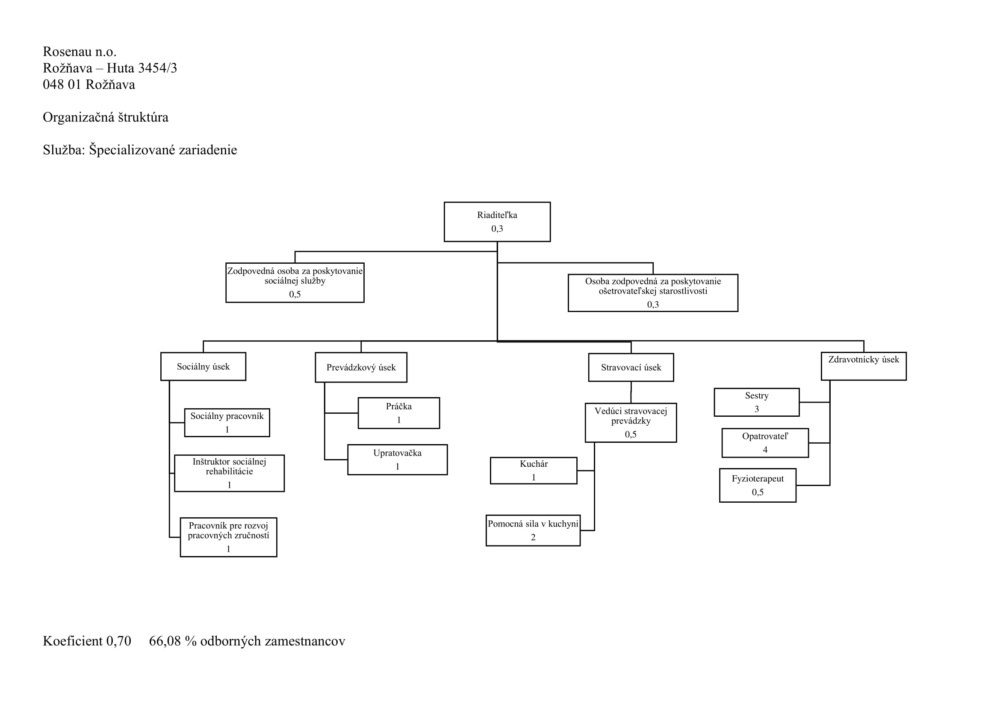 Rosenau n.o.
Rožňava – Huta 3454/3
048 01 Rožňava
Organizačná štruktúra
Služba: Špecializované zariadenie
Riaditeľka
0,3
Zodpovedná osoba za poskytovanie
sociálnej služby
0,5
Osoba zodpovedná za poskytovanie
ošetrovateľskej starostlivosti
0,3
Sociálny úsek
Prevádzkový úsek
Stravovací úsek
Zdravotnícky úsek
Sociálny pracovník
1
Inštruktor sociálnej
rehabilitácie
1
Pracovník pre rozvoj
pracovných zručností
1
Práčka
1
Upratovačka
1
Vedúci stravovacej
prevádzky
0,5
Kuchár
1
Pomocná sila v kuchyni
2
Sestry
3
Opatrovateľ
4
Fyzioterapeut
0,5
Koeficient 0,70     66,08 % odborných zamestnancov